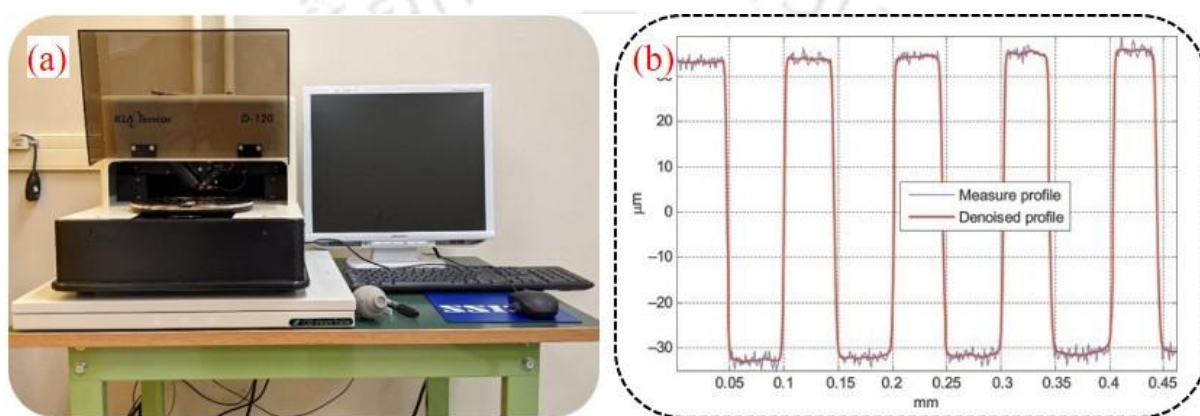 (a)
KLA Tencor
D-120
(b)
20
10
0
−10
−20
−30
μm
Measure profile
Denoised profile
0.05 0.1 0.15 0.2 0.25 0.3 0.35 0.4 0.45
mm